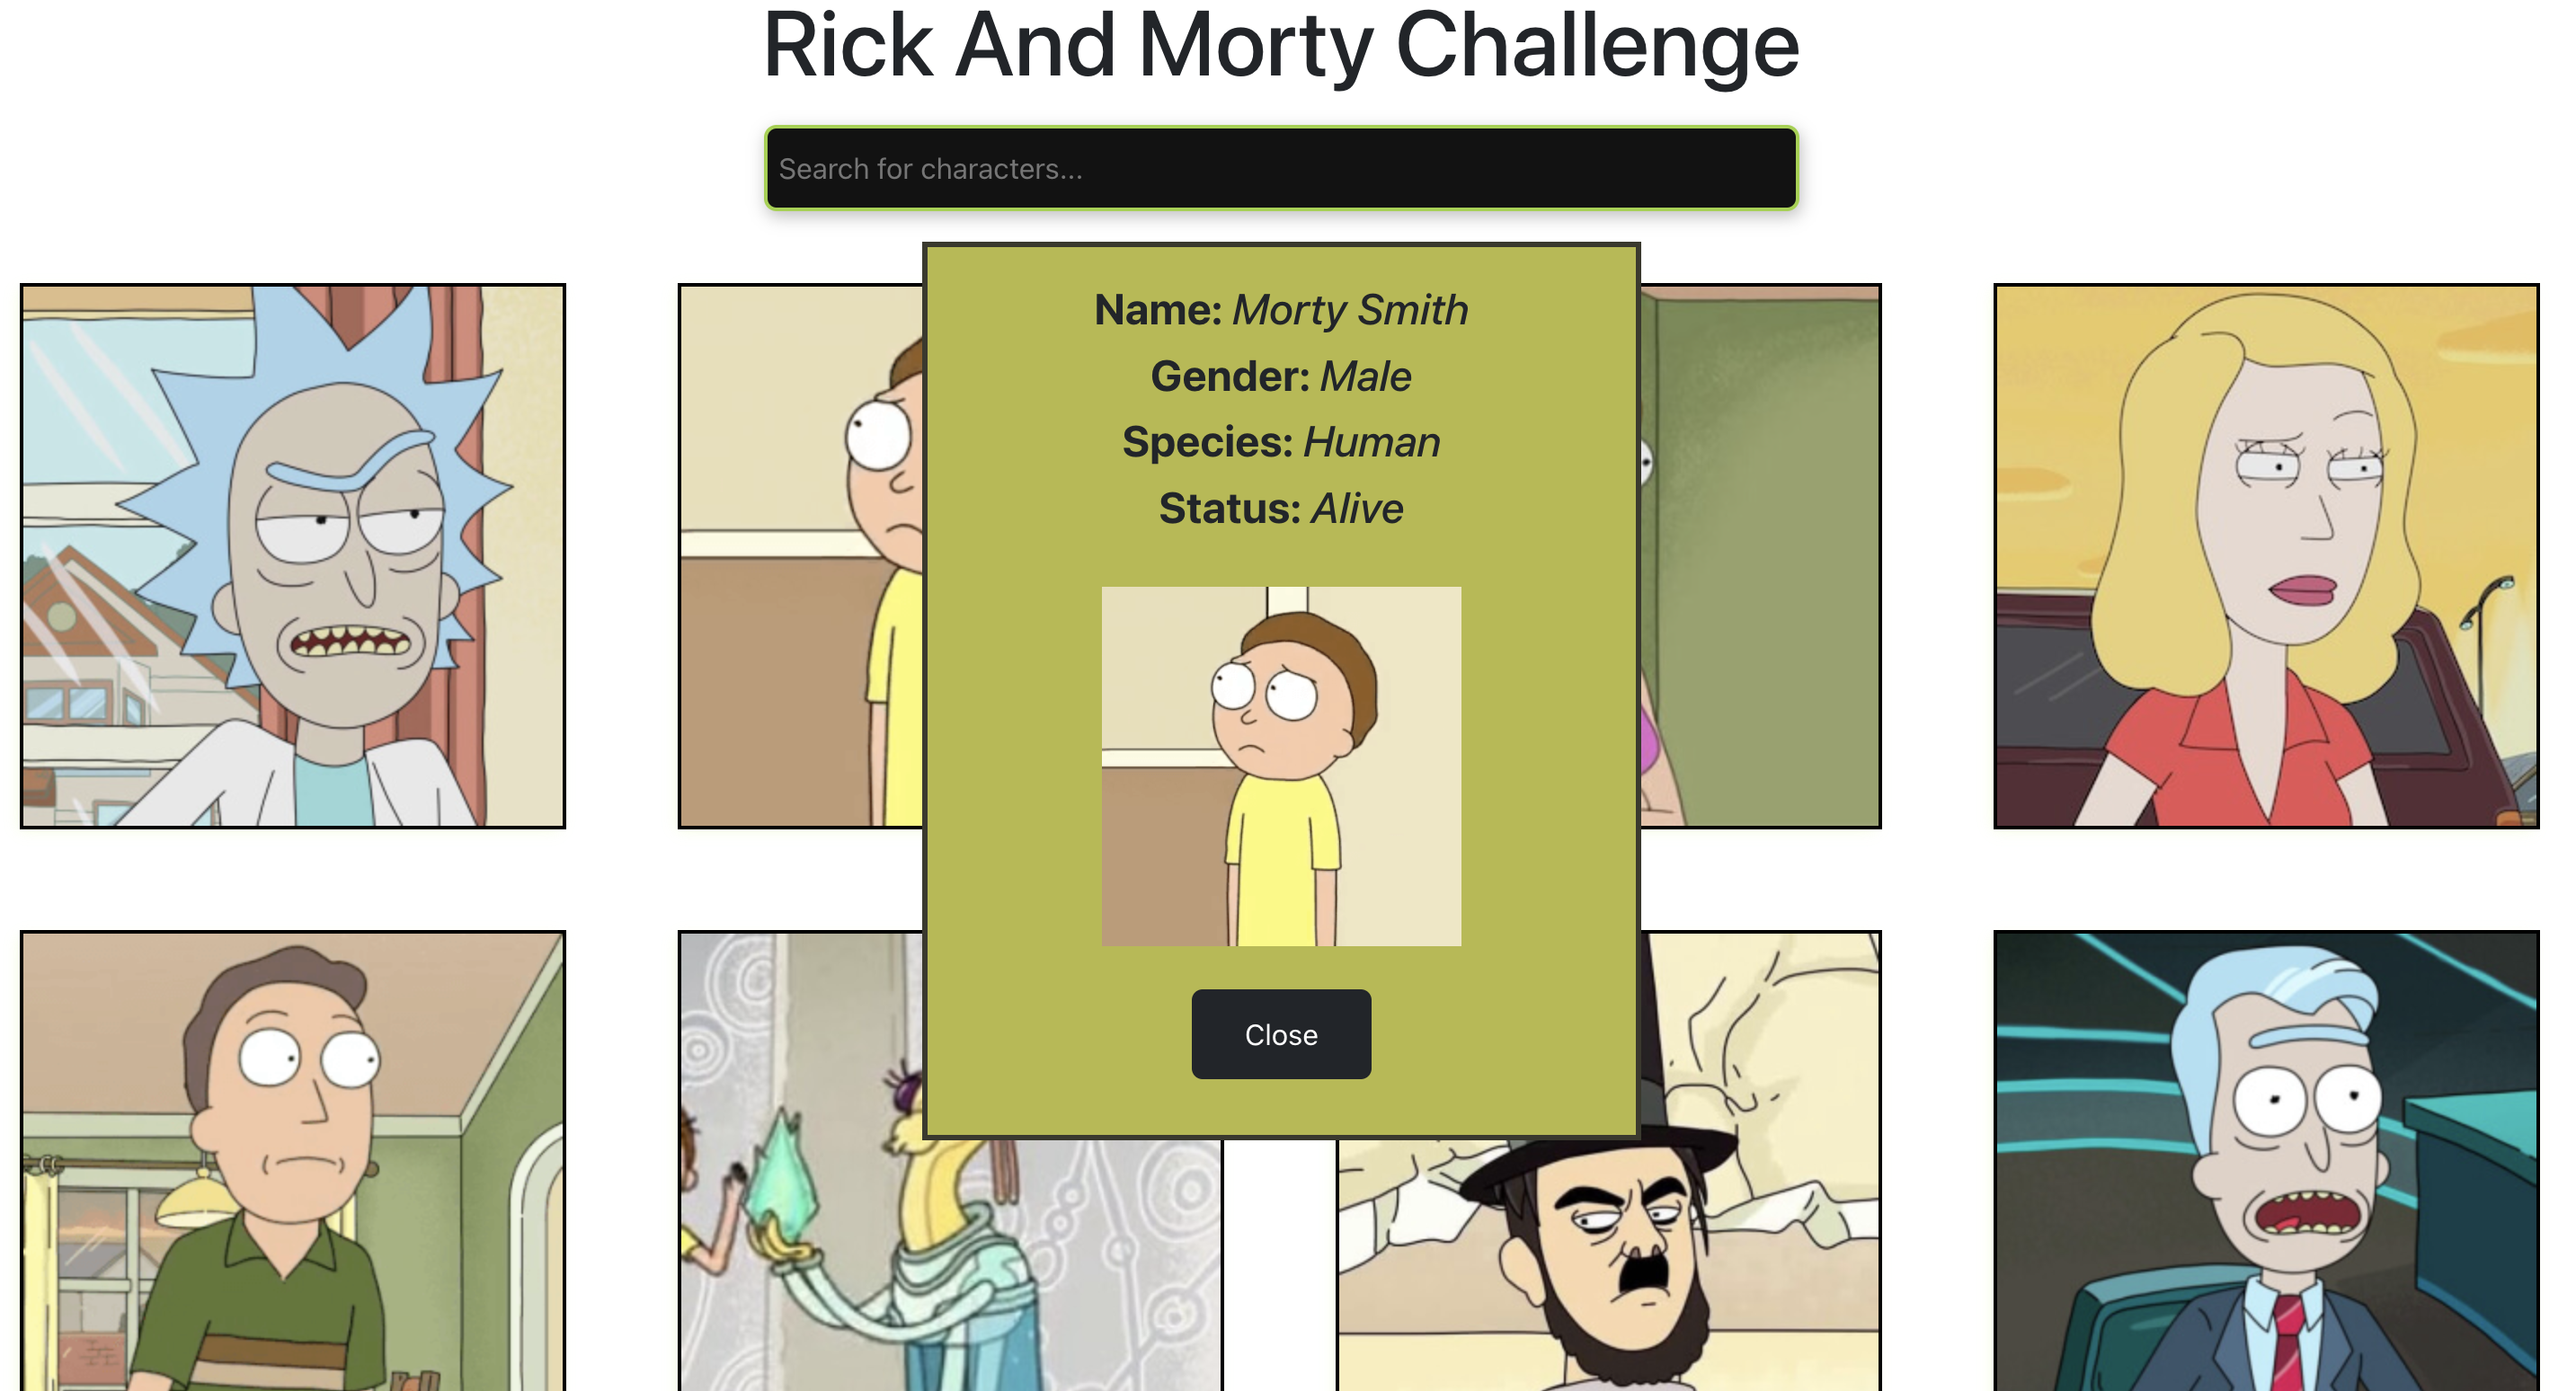 Rick And Morty Challenge
Search for characters...
Name: Morty Smith
Gender: Male
Species: Human
Status: Alive
Close